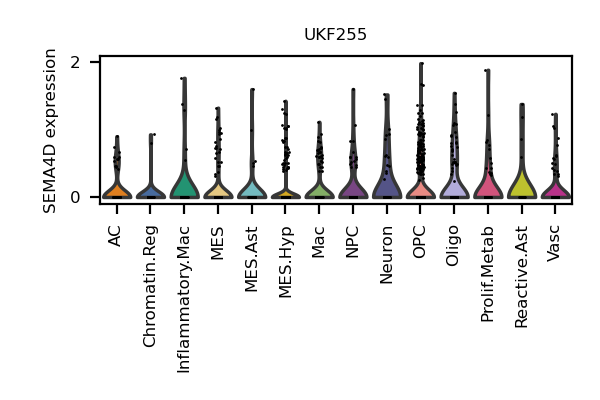 UKF255
SEMA4D expression
2
0
AC
Chromatin.Reg
Inflammatory.Mac
MES
MES.Ast
MES.Hyp
Mac
NPC
Neuron
OPC
Oligo
Prolif.Metab
Reactive.Ast
Vasc